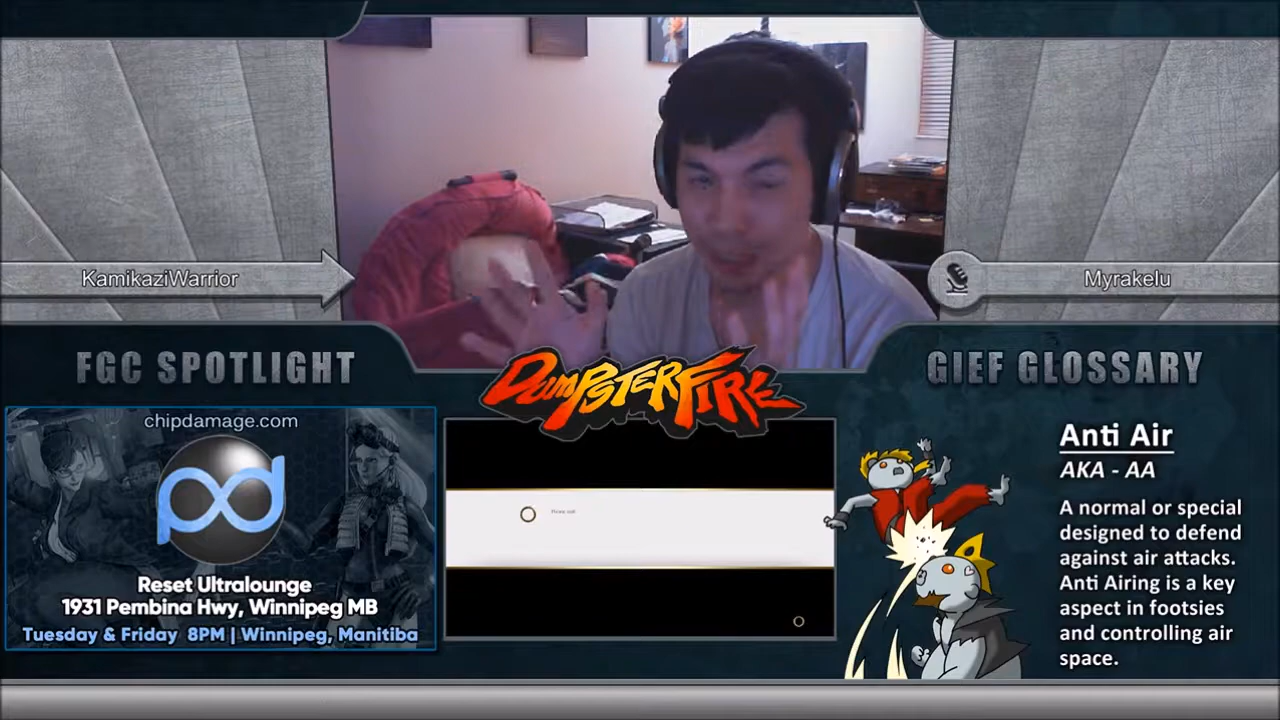 KamikaziWarrior
Myrakelu
FGC SPOTLIGHT
DUMPSTER FIRE
GIEF GLOSSARY
chipdamage.com
Reset Ultralounge
1931 Pembina Hwy, Winnipeg MB
Tuesday & Friday 8PM | Winnipeg, Manitiba
Anti Air
AKA - AA
A normal or special
designed to defend
against air attacks.
Anti Airing is a key
aspect in footsies
and controlling air
space.